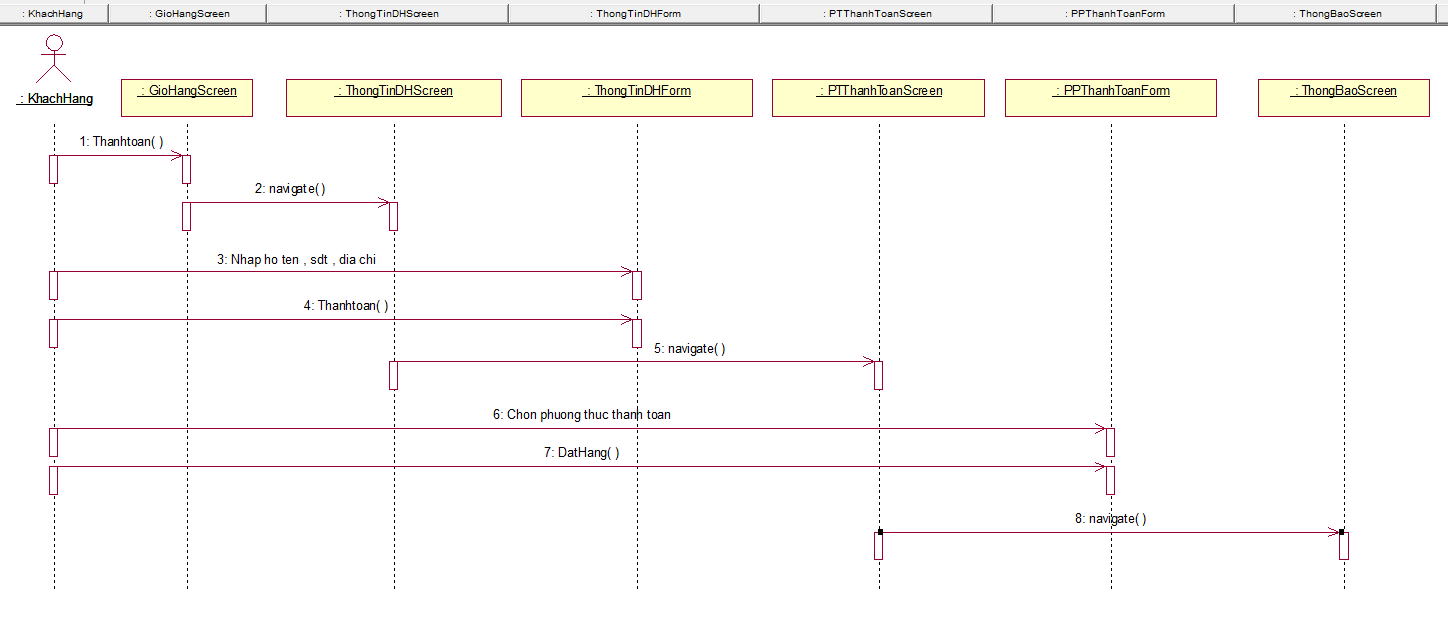 : KhachHang
: GioHangScreen
: ThongTinDHScreen
: ThongTinDHForm
: PTThanhToanScreen
: PPThanhToanForm
: ThongBaoScreen
: KhachHang
: GioHangScreen
: ThongTinDHScreen
: ThongTinDHForm
: PTThanhToanScreen
: PPThanhToanForm
: ThongBaoScreen
1: Thanhtoan( )
2: navigate( )
3: Nhap ho ten , sdt , dia chi
4: Thanhtoan( )
5: navigate( )
6: Chon phuong thuc thanh toan
7: DatHang( )
8: navigate( )